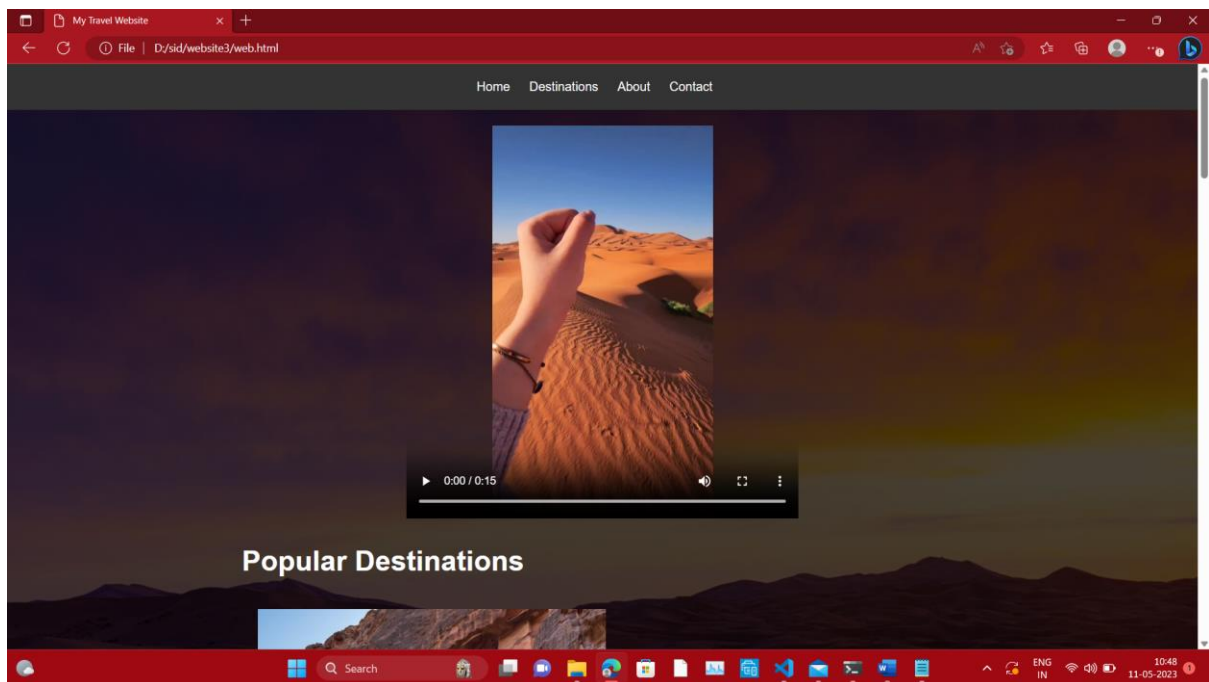 My Travel Website
File | D:/sid/website3/web.html
Home Destinations About Contact
0:00 / 0:15
Popular Destinations
Search
ENG
IN
10:48
11-05-2023
1